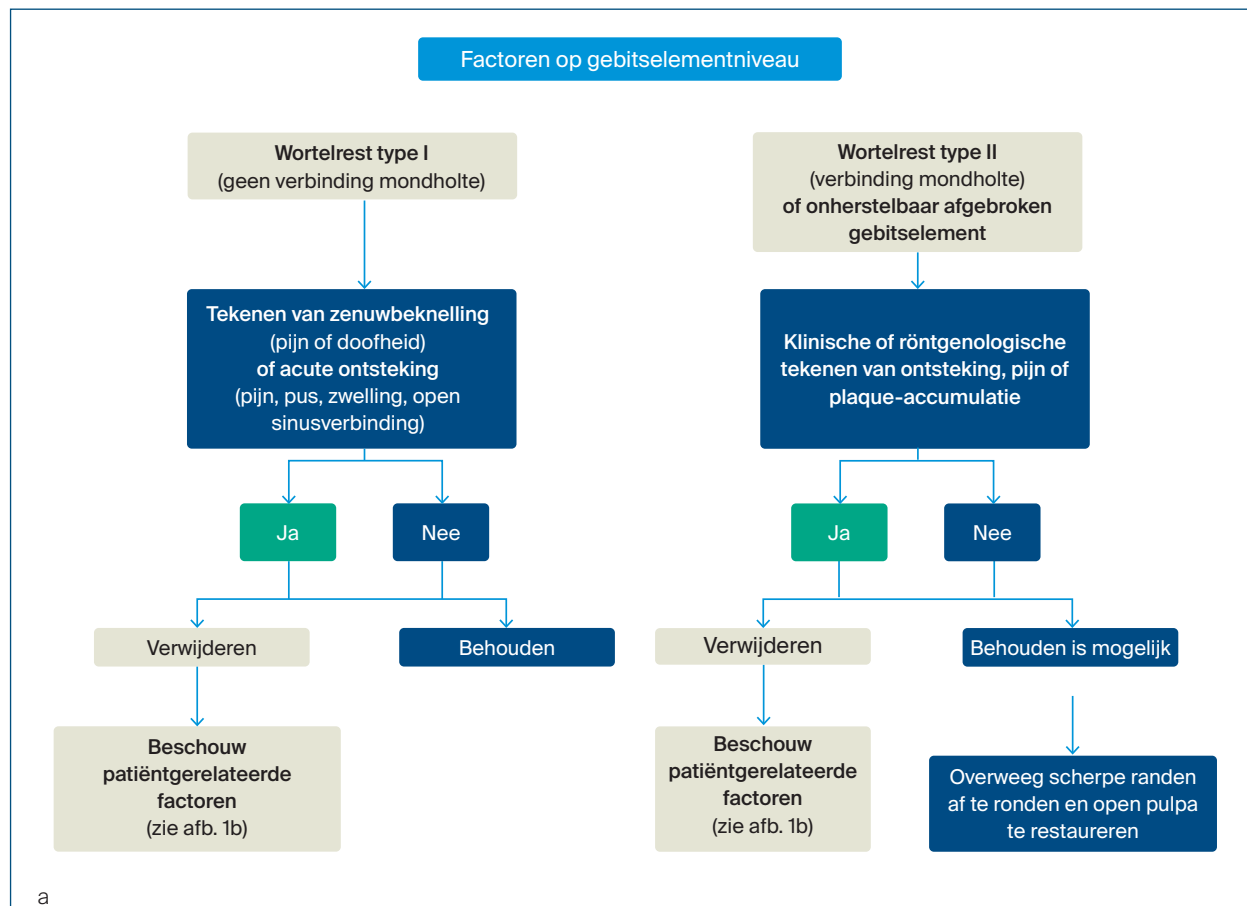 Factoren op gebitselementniveau
Wortelrest type I
(geen verbinding mondholte)
Tekenen van zenuwbeknelling
(pijn of doofheid)
of acute ontsteking
(pijn, pus, zwelling, open
sinusverbinding)
Ja
Nee
Verwijderen
Behouden
Beschouw
patiëntgerelateerde
factoren
(zie afb. 1b)
Wortelrest type II
(verbinding mondholte)
of onherstelbaar afgebroken
gebitselement
Klinische of röntgenologische
tekenen van ontsteking, pijn of
plaque-accumulatie
Ja
Nee
Verwijderen
Behouden is mogelijk
Beschouw
patiëntgerelateerde
factoren
(zie afb. 1b)
Overweeg scherpe randen
af te ronden en open pulpa
te restaureren
a